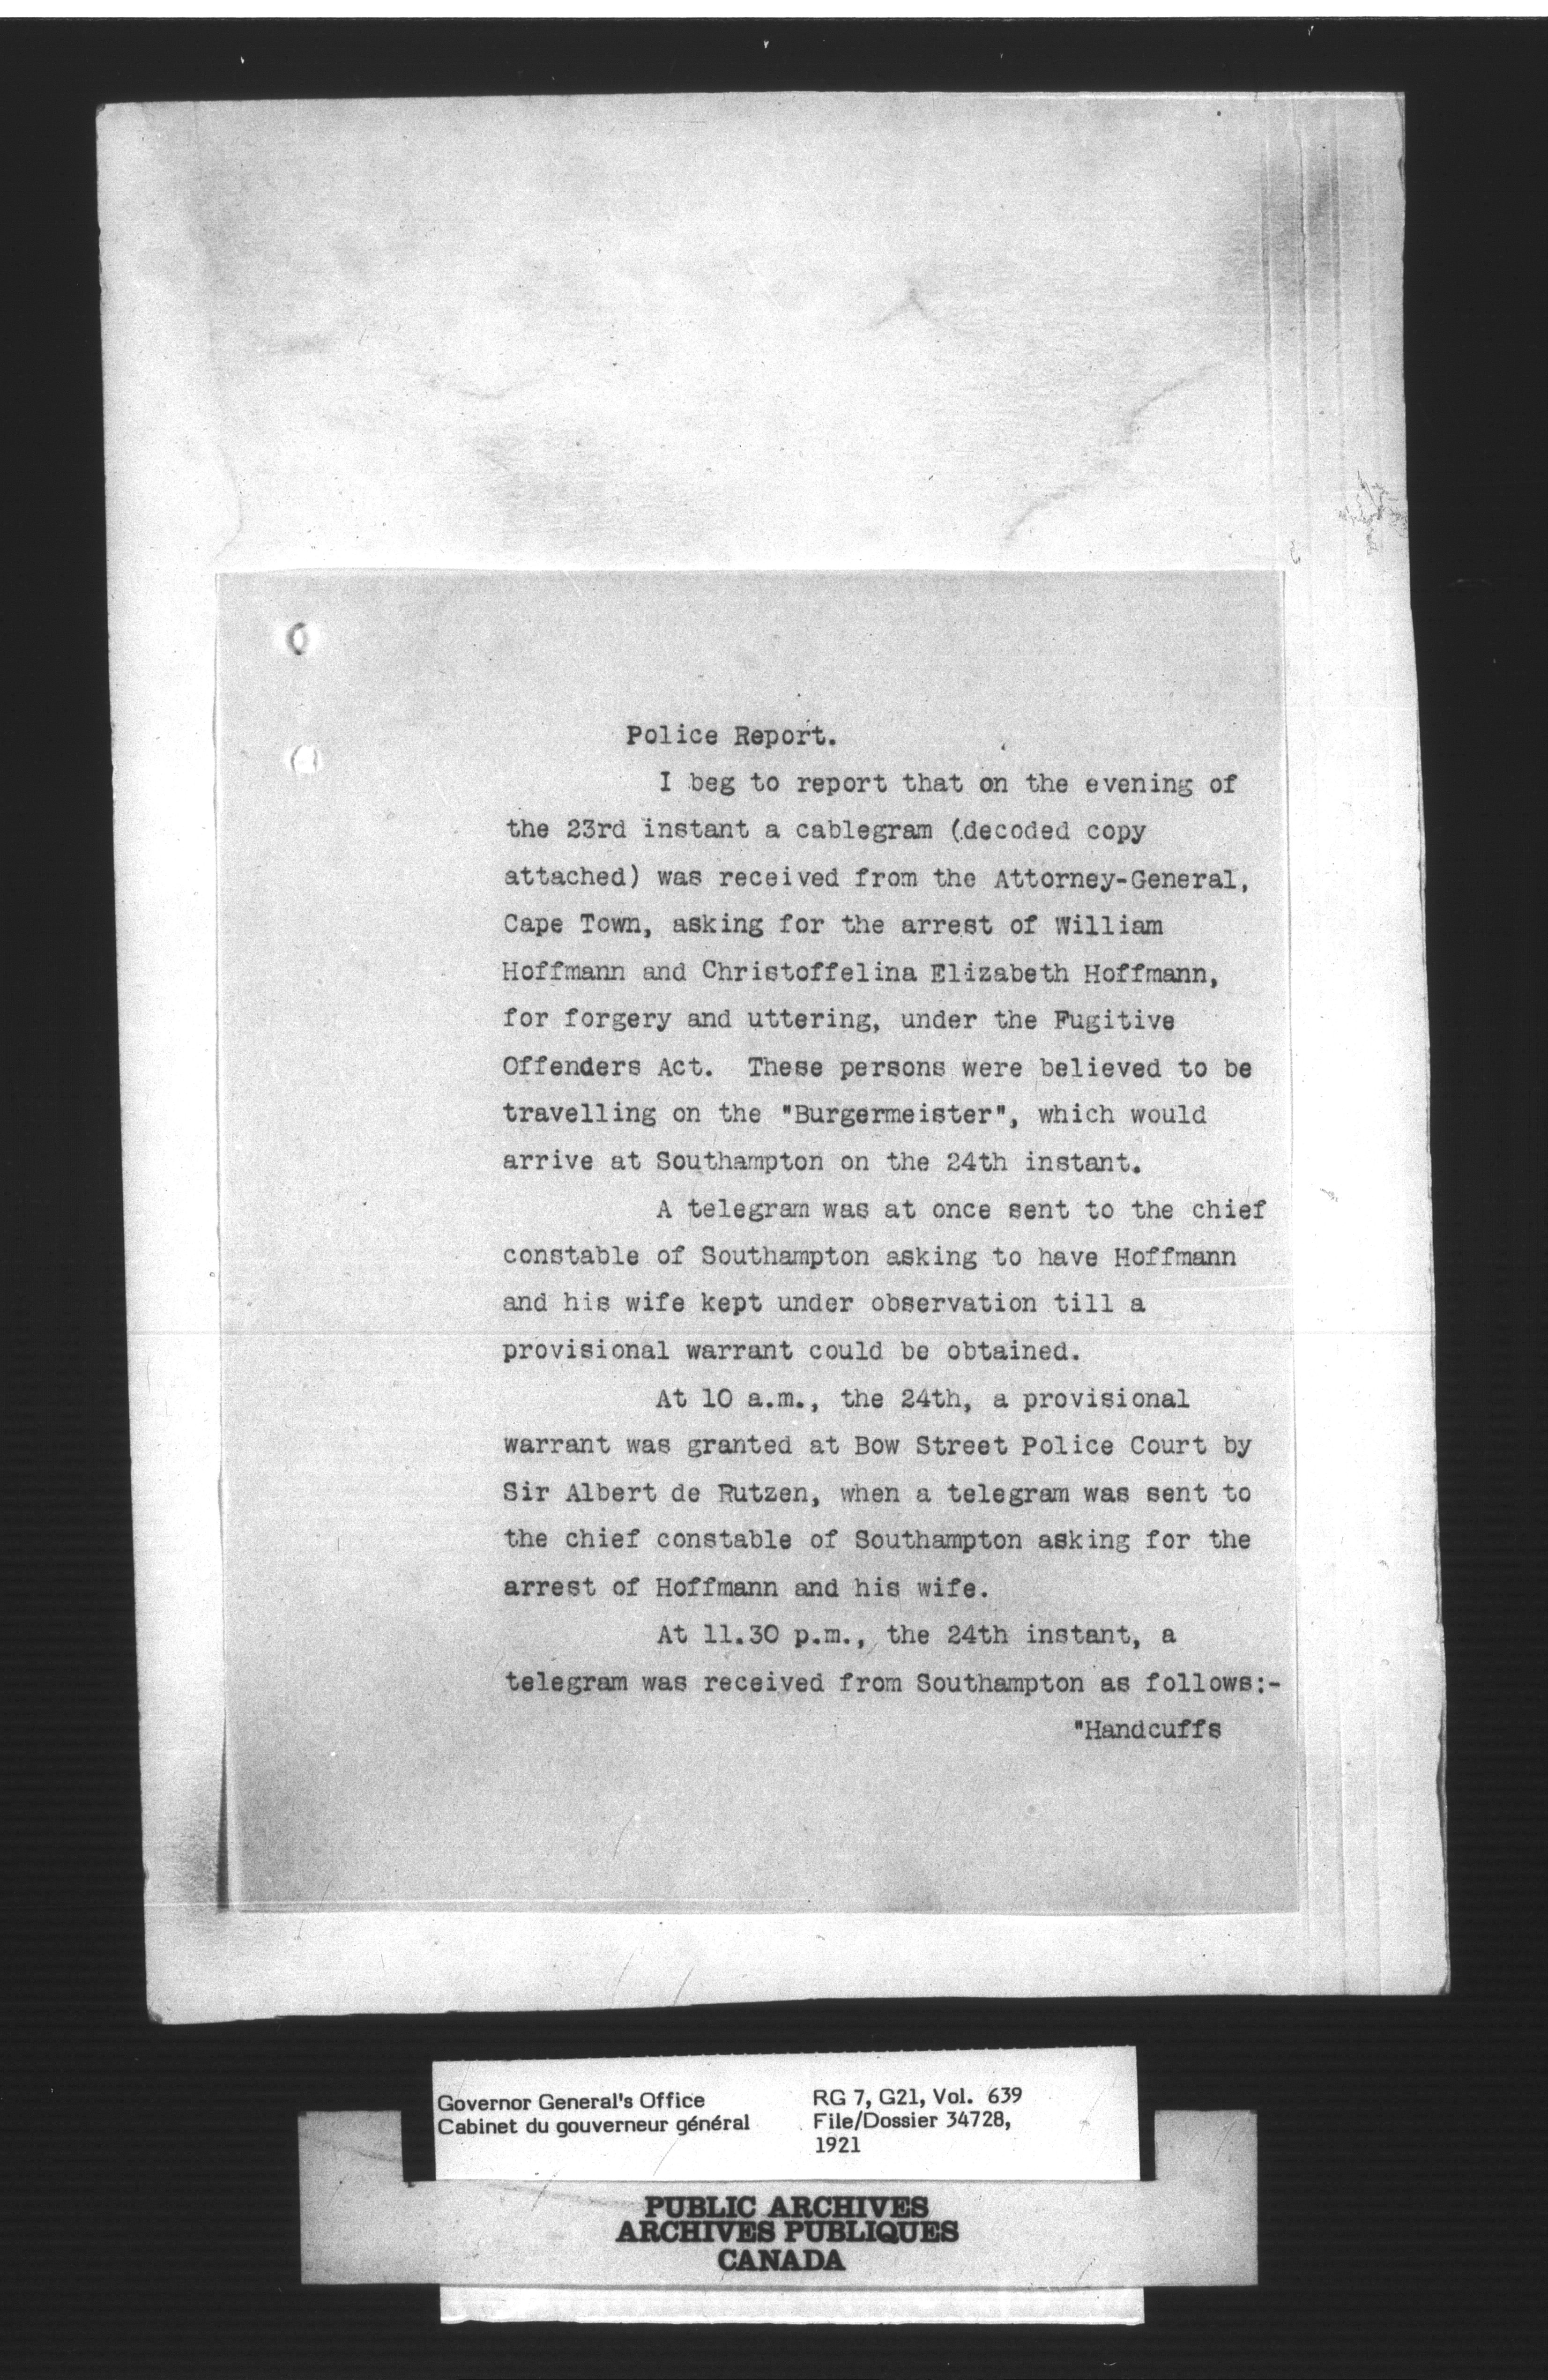 Police Report.
I beg to report that on the evening of
the 23rd instant a cablegram (decoded copy
attached) was received from the Attorney-General,
Cape Town, asking for the arrest of William
Hoffmann and Christoffelina Elizabeth Hoffmann,
for forgery and uttering, under the Fugitive
Offenders Act. These persons were believed to be
travelling on the "Burgermeister", which would
arrive at Southampton on the 24th instant.
A telegram was at once sent to the chief
constable of Southampton asking to have Hoffmann
and his wife kept under observation till a
provisional warrant could be obtained.
At 10 a.m., the 24th, a provisional
warrant was granted at Bow Street Police Court by
Sir Albert de Rutzen, when a telegram was sent to
the chief constable of Southampton asking for the
arrest of Hoffmann and his wife.
At 11.30 p.m., the 24th instant, a
telegram was received from Southampton as follows:-
"Handcuffs
Governor General's Office
Cabinet du gouverneur général
RG 7, G21, Vol. 639
File/Dossier 34728,
1921
PUBLIC ARCHIVES
ARCHIVES PUBLIQUES
CANADA